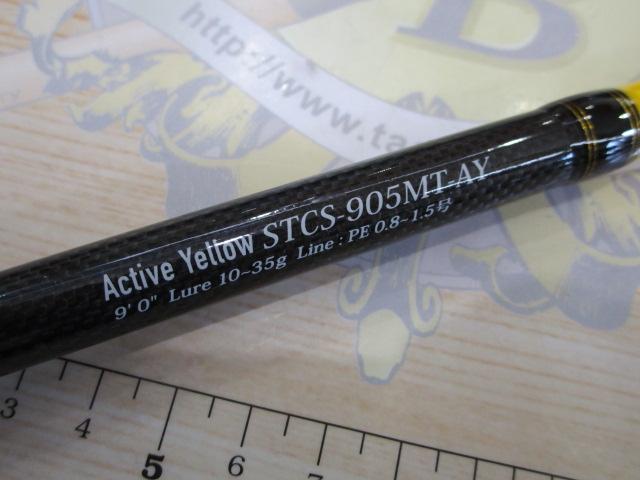 B
http://www.ta
Active Yellow STCS-905MT-AY
9' 0" Lure 10-35g Line : PE 0.8-1.5号
3 4 5 6 7